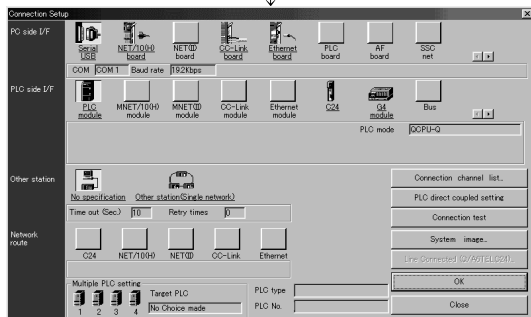 Connection Setup
PC side I/F
Serial USB
NET/10(H) board
NET(II) board
CC-Link board
Ethernet board
PLC board
AF board
SSC net
COM COM 1 Baud rate 19.2Kbps
PLC side I/F
PLC module
MNET/10(H) module
MNET(II) module
CC-Link module
Ethernet module
C24
G4 module
Bus
PLC mode QCPU-Q
Other station
No specification
Other station(Single network)
Time out (Sec.) 10 Retry times 0
Network route
C24
NET/10(H)
NET(II)
CC-Link
Ethernet
Multiple PLC setting
1 2 3 4
Target PLC
No Choice made
PLC type
PLC No.
Connection channel list...
PLC direct coupled setting
Connection test
System image...
Line Connected (Q/A6TEL,C24)...
OK
Close